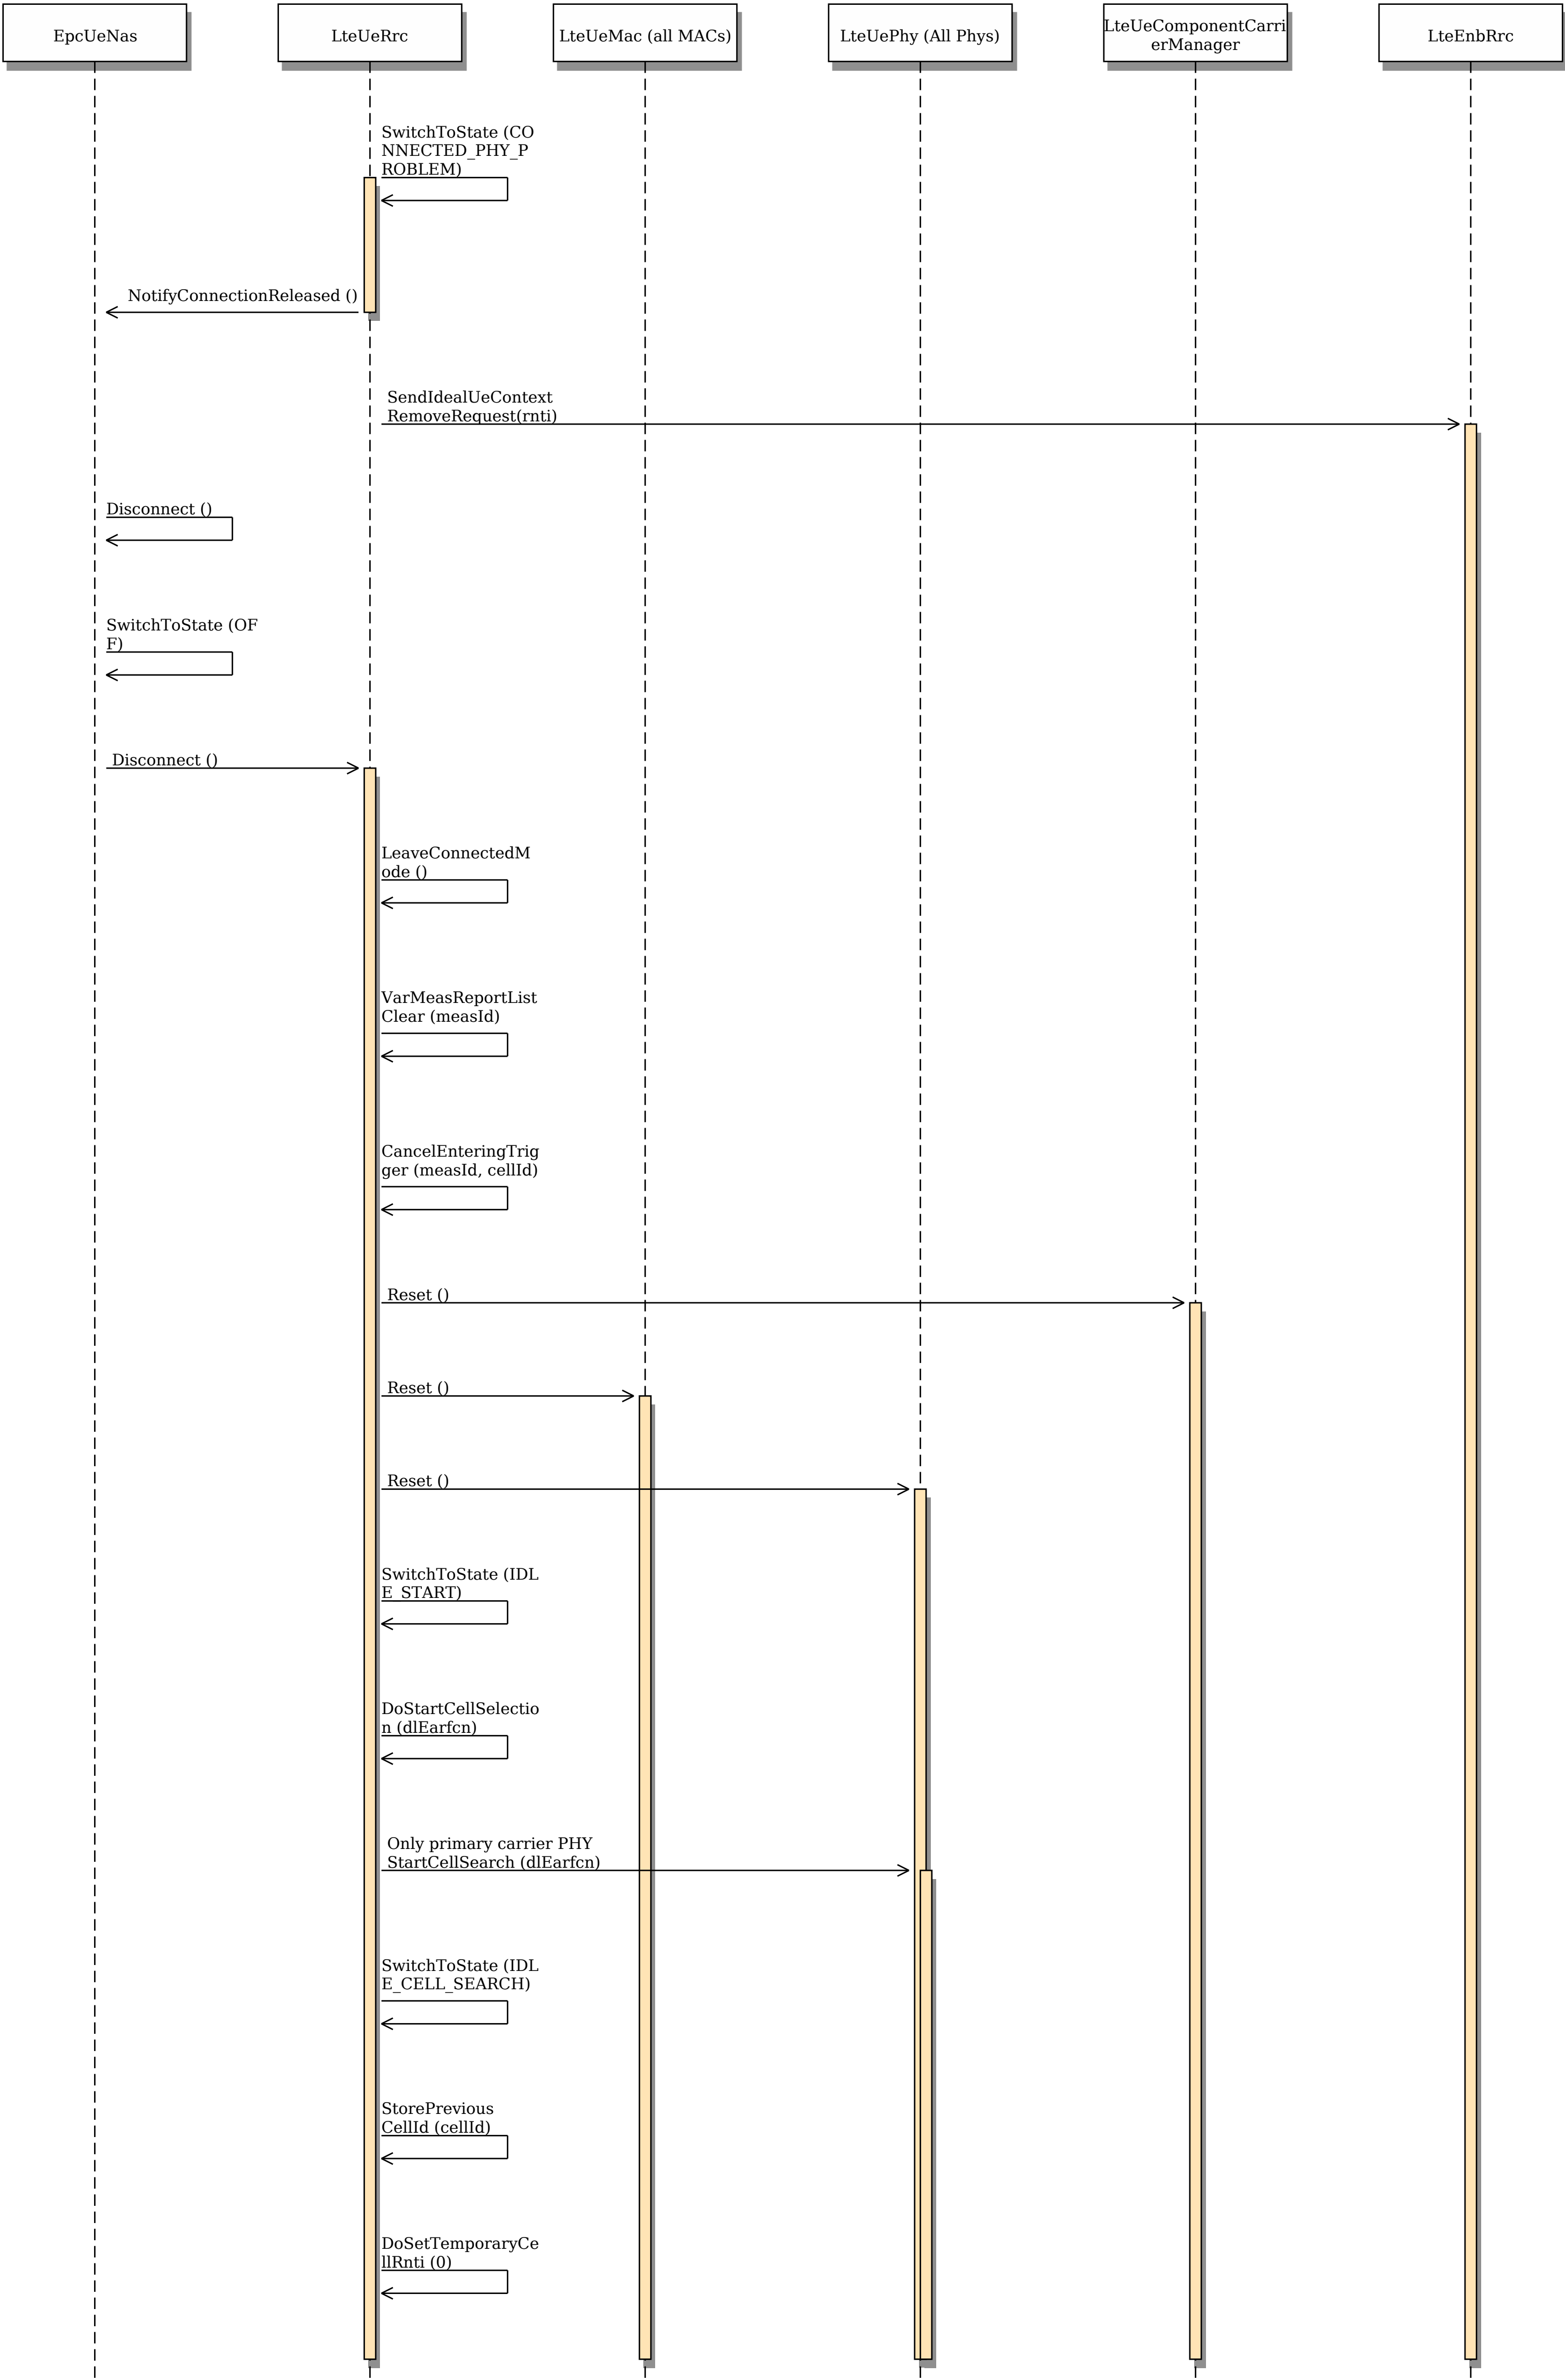 EpcUeNas
LteUeRrc
LteUeMac (all MACs)
LteUePhy (All Phys)
LteUeComponentCarri
erManager
LteEnbRrc
SwitchToState (CO
NNECTED_PHY_P
ROBLEM)
NotifyConnectionReleased ()
SendIdealUeContext
RemoveRequest(rnti)
Disconnect ()
SwitchToState (OF
F)
Disconnect ()
LeaveConnectedM
ode ()
VarMeasReportList
Clear (measId)
CancelEnteringTrig
ger (measId, cellId)
Reset ()
Reset ()
Reset ()
SwitchToState (IDL
E_START)
DoStartCellSelectio
n (dlEarfcn)
Only primary carrier PHY
StartCellSearch (dlEarfcn)
SwitchToState (IDL
E_CELL_SEARCH)
StorePrevious
CellId (cellId)
DoSetTemporaryCe
llRnti (0)